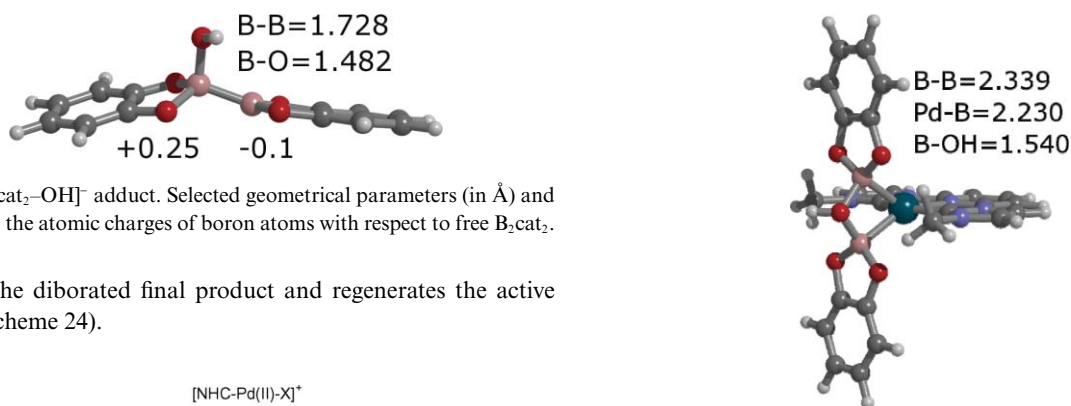 B-B=1.728
B-O=1.482
+0.25 -0.1
cat₂–OH]⁻ adduct. Selected geometrical parameters (in Å) and
the atomic charges of boron atoms with respect to free B₂cat₂.
he diborated final product and regenerates the active
cheme 24).
[NHC-Pd(II)-X]⁺
B-B=2.339
Pd-B=2.230
B-OH=1.540